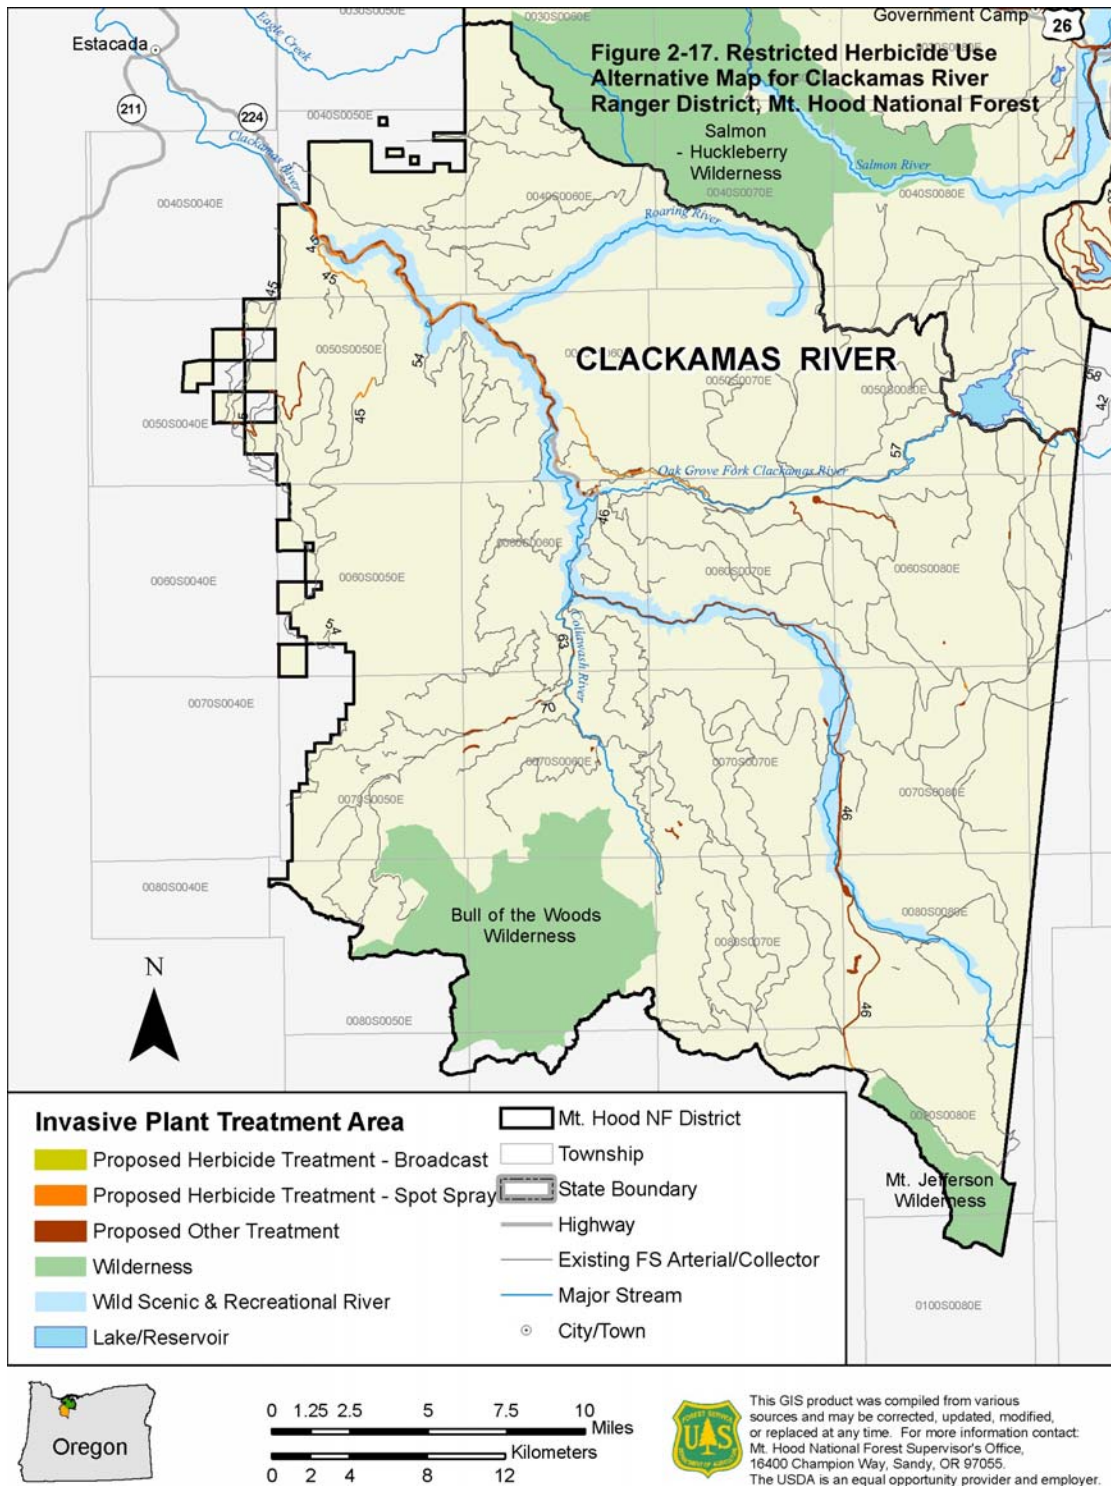 0030S0060E
0030S0060E
Government Camp
26
Estacada
Eagle Creek
Figure 2-17. Restricted Herbicide Use
Alternative Map for Clackamas River
Ranger District, Mt. Hood National Forest
211
224
0040S0050E
Clackamas River
Salmon
- Huckleberry
Wilderness
Salmon River
0040S0040E
0040S0060E
0040S0070E
0040S0080E
Roaring River
45
45
45
0050S0050E
54
CLACKAMAS RIVER
0050S0070E
0050S0080E
58
42
0050S0040E
45
57
Oak Grove Fork Clackamas River
46
0060S0060E
0060S0040E
0060S0050E
0060S0070E
0060S0080E
54
63
Collawash River
0070S0040E
70
0070S0060E
0070S0070E
0070S0050E
0070S0080E
46
0080S0040E
Bull of the Woods
Wilderness
0080S0080E
0080S0070E
N
0080S0050E
46
0090S0080E
Mt. Jefferson
Wilderness
0100S0080E
Invasive Plant Treatment Area
Proposed Herbicide Treatment - Broadcast
Proposed Herbicide Treatment - Spot Spray
Proposed Other Treatment
Wilderness
Wild Scenic & Recreational River
Lake/Reservoir
Mt. Hood NF District
Township
State Boundary
Highway
Existing FS Arterial/Collector
Major Stream
City/Town
Oregon
0 1.25 2.5 5 7.5 10
Miles
Kilometers
0 2 4 8 12
FOREST SERVICE
US
DEPARTMENT OF AGRICULTURE
This GIS product was compiled from various
sources and may be corrected, updated, modified,
or replaced at any time. For more information contact:
Mt. Hood National Forest Supervisor's Office,
16400 Champion Way, Sandy, OR 97055.
The USDA is an equal opportunity provider and employer.